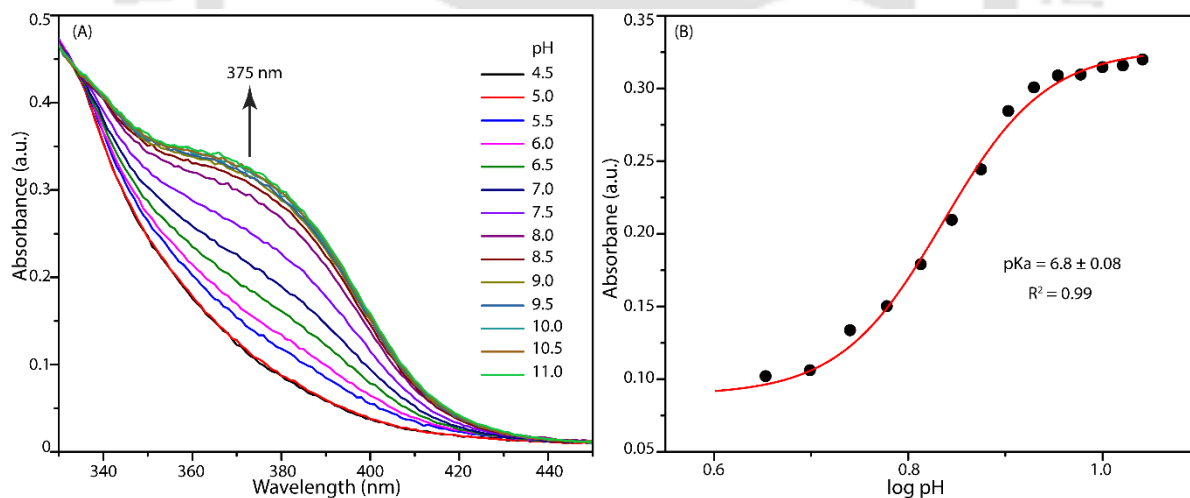 (A)
375 nm
pH
4.5
5.0
5.5
6.0
6.5
7.0
7.5
8.0
8.5
9.0
9.5
10.0
10.5
11.0
0.5
0.4
0.3
0.2
0.1
0
Absorbance (a.u.)
340 360 380 400 420 440
Wavelength (nm)
(B)
pKa = 6.8 ± 0.08
R² = 0.99
0.30
0.25
0.20
0.15
0.10
0.05
Absorbane (a.u.)
0.6 0.8 1.0
log pH